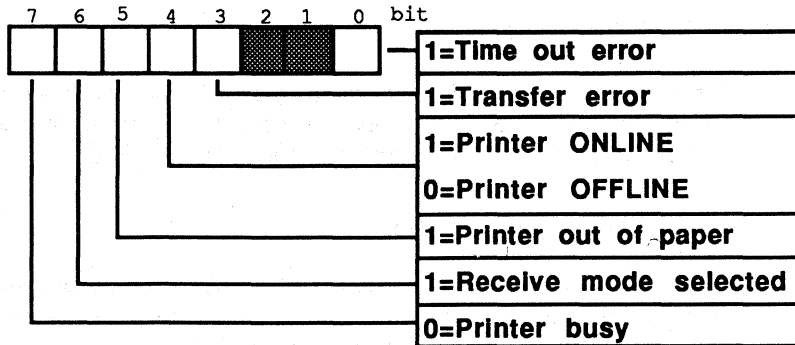 7 6 5 4 3 2 1 0 bit
1=Time out error
1=Transfer error
1=Printer ONLINE
0=Printer OFFLINE
1=Printer out of paper
1=Receive mode selected
0=Printer busy